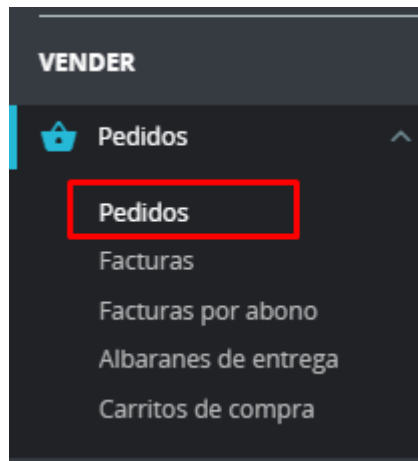 VENDER
Pedidos
Pedidos
Facturas
Facturas por abono
Albaranes de entrega
Carritos de compra